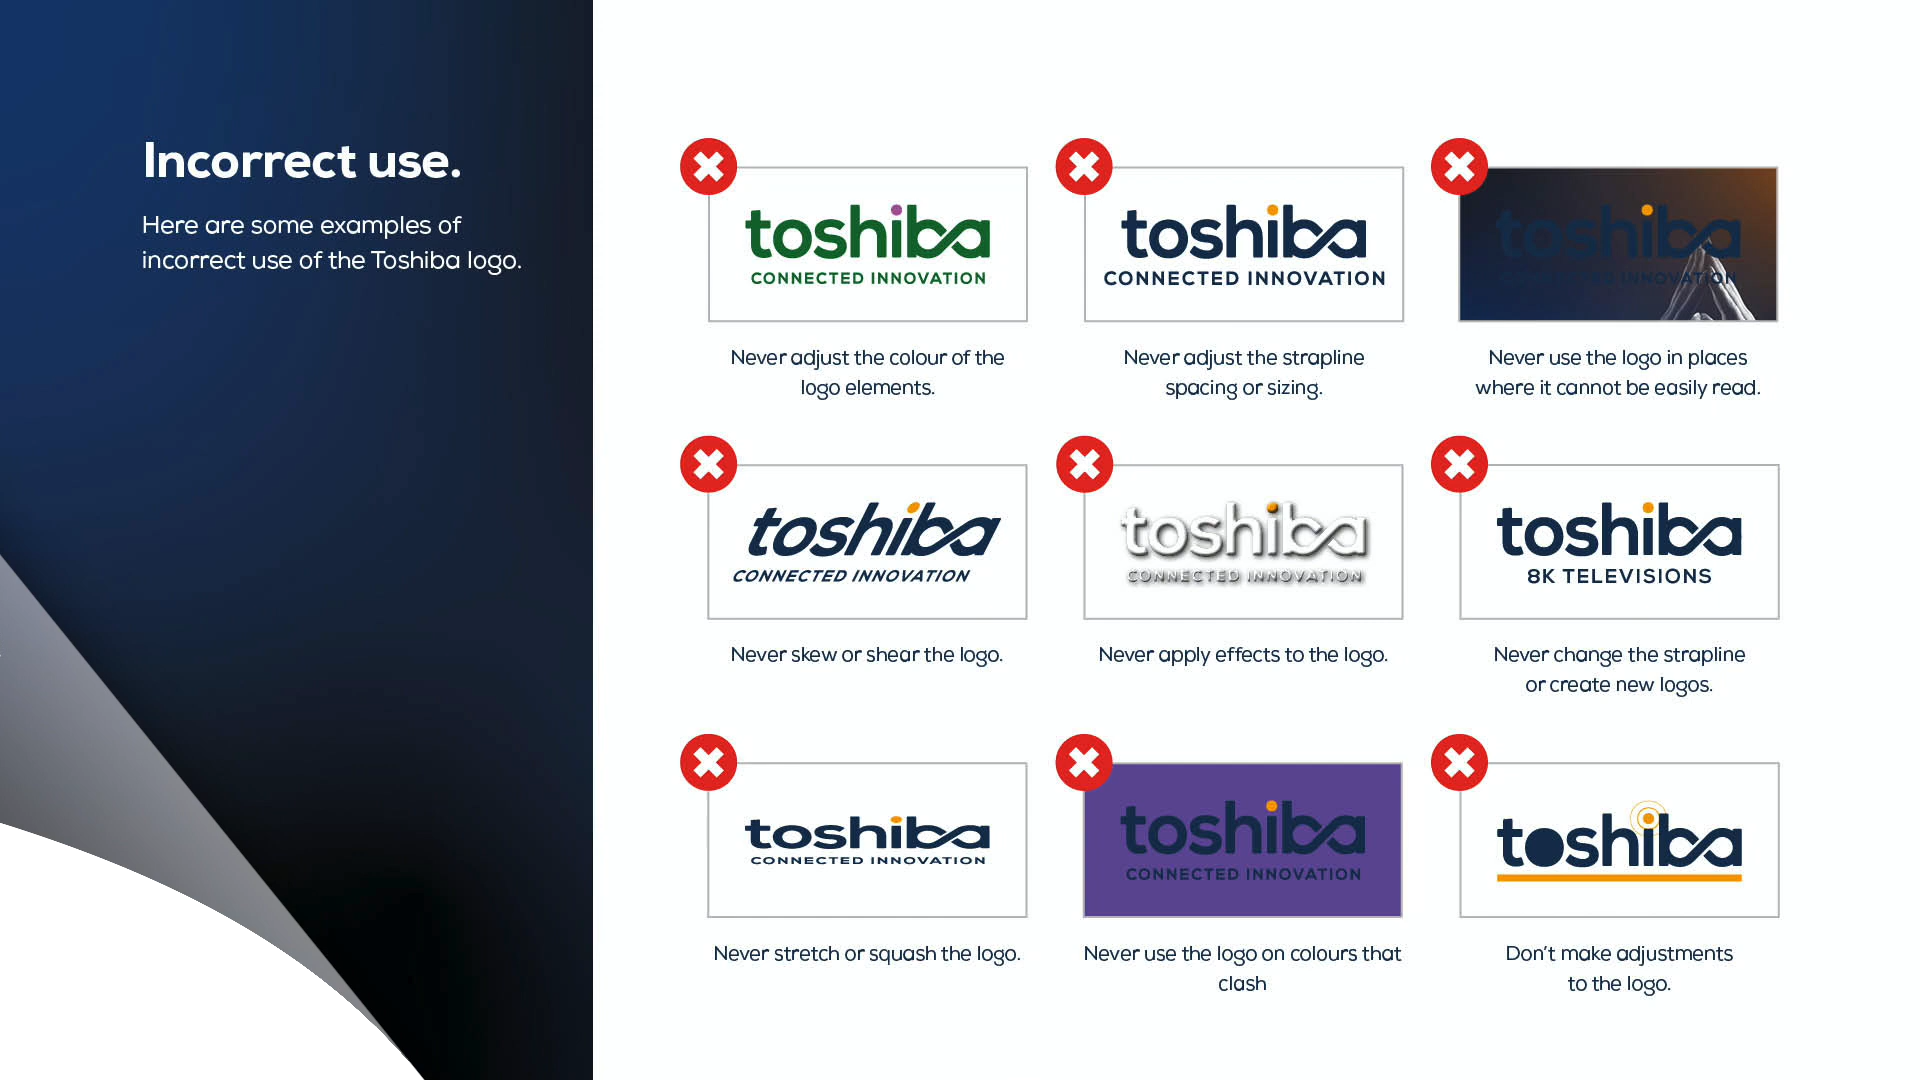 Incorrect use.
Here are some examples of
incorrect use of the Toshiba logo.
toshiba
CONNECTED INNOVATION
Never adjust the colour of the
logo elements.
toshiba
CONNECTED INNOVATION
Never adjust the strapline
spacing or sizing.
toshiba
CONNECTED INNOVATION
Never use the logo in places
where it cannot be easily read.
toshiba
CONNECTED INNOVATION
Never skew or shear the logo.
toshiba
CONNECTED INNOVATION
Never apply effects to the logo.
toshiba
8K TELEVISIONS
Never change the strapline
or create new logos.
toshiba
CONNECTED INNOVATION
Never stretch or squash the logo.
toshiba
CONNECTED INNOVATION
Never use the logo on colours that
clash
toshiba
Don't make adjustments
to the logo.